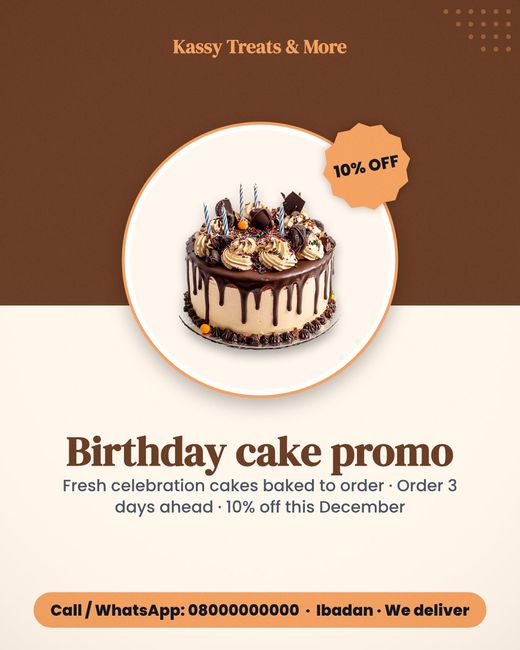 Kassy Treats & More
10% OFF
Birthday cake promo
Fresh celebration cakes baked to order · Order 3
days ahead · 10% off this December
Call / WhatsApp: 08000000000 · Ibadan · We deliver